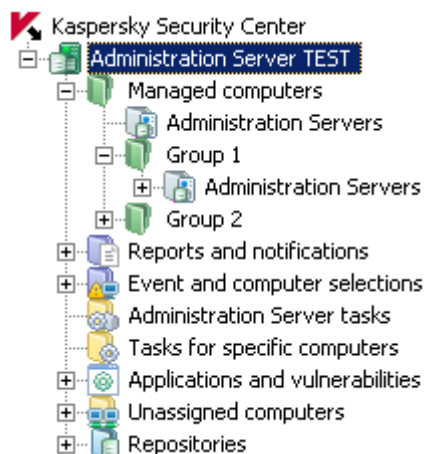 Kaspersky Security Center
Administration Server TEST
Managed computers
Administration Servers
Group 1
Administration Servers
Group 2
Reports and notifications
Event and computer selections
Administration Server tasks
Tasks for specific computers
Applications and vulnerabilities
Unassigned computers
Repositories